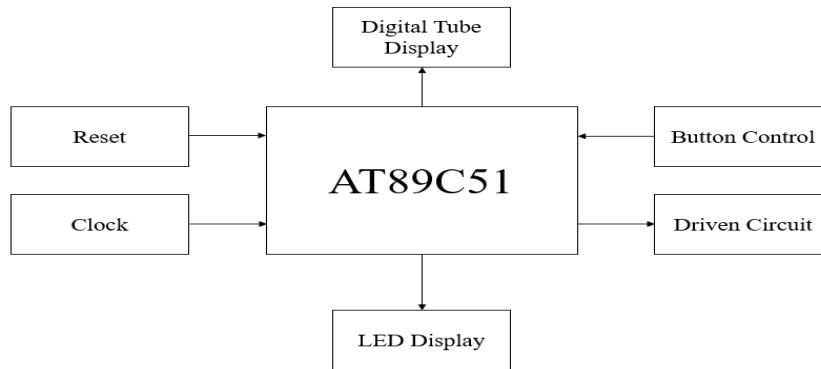 Digital Tube
Display
Reset
Button Control
AT89C51
Clock
Driven Circuit
LED Display